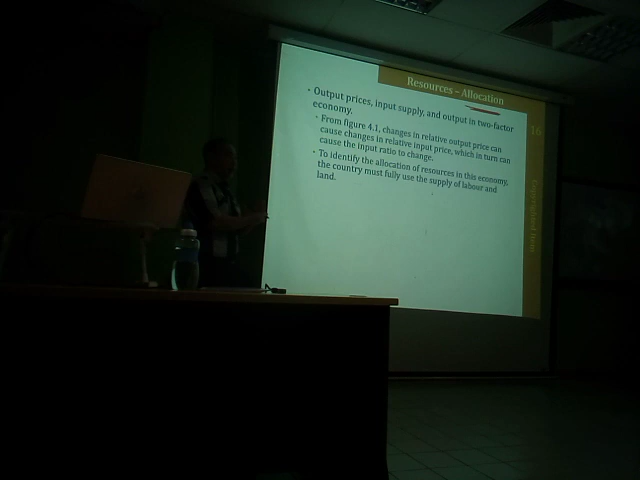 Resources – Allocation
16
Output prices, input supply, and output in two-factor
economy.
From figure 4.1, changes in relative output price can
cause changes in relative input price, which in turn can
cause the input ratio to change.
To identify the allocation of resources in this economy,
the country must fully use the supply of labour and
land.